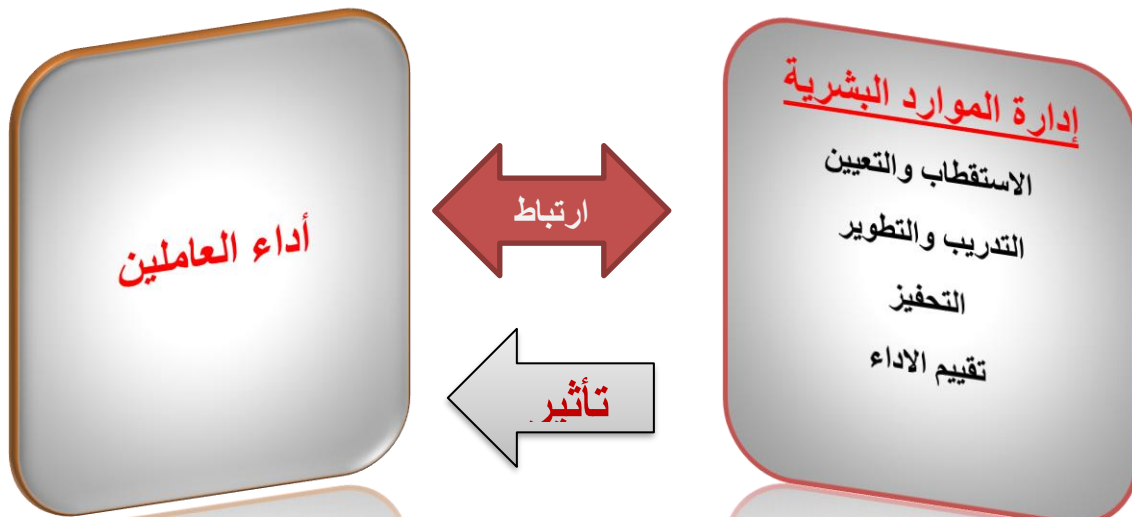 إدارة الموارد البشرية
الاستقطاب والتعيين
التدريب والتطوير
التحفيز
تقييم الاداء
ارتباط
تأثير
أداء العاملين